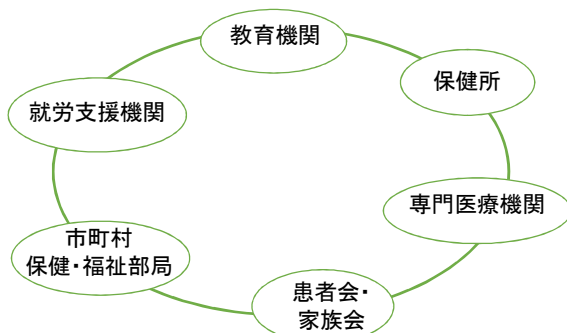 教育機関
保健所
就労支援機関
専門医療機関
市町村
保健・福祉部局
患者会・
家族会